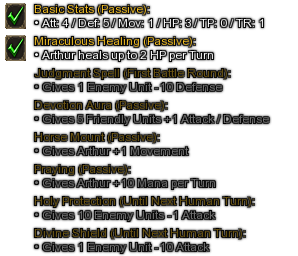 Basic Stats (Passive):
• Att: 4 / Def: 5 / Mov: 1 / HP: 3 / TP: 0 / TR: 1
Miraculous Healing (Passive):
• Arthur heals up to 2 HP per Turn
Judgment Spell (First Battle Round):
• Gives 1 Enemy Unit -10 Defense
Devotion Aura (Passive):
• Gives 5 Friendly Units +1 Attack / Defense
Horse Mount (Passive):
• Gives Arthur +1 Movement
Praying (Passive):
• Gives Arthur +10 Mana per Turn
Holy Protection (Until Next Human Turn):
• Gives 10 Enemy Units -1 Attack
Divine Shield (Until Next Human Turn):
• Gives 1 Enemy Unit -10 Attack